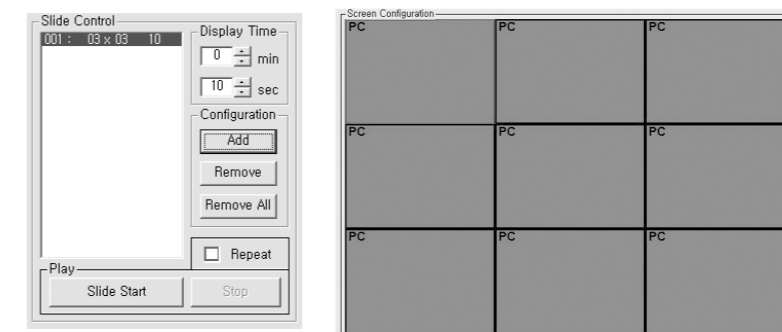 Slide Control
001 : 03 x 03 10
Display Time
0 min
10 sec
Configuration
Add
Remove
Remove All
Repeat
Play
Slide Start
Stop
Screen Configuration
PC PC PC
PC PC PC
PC PC PC